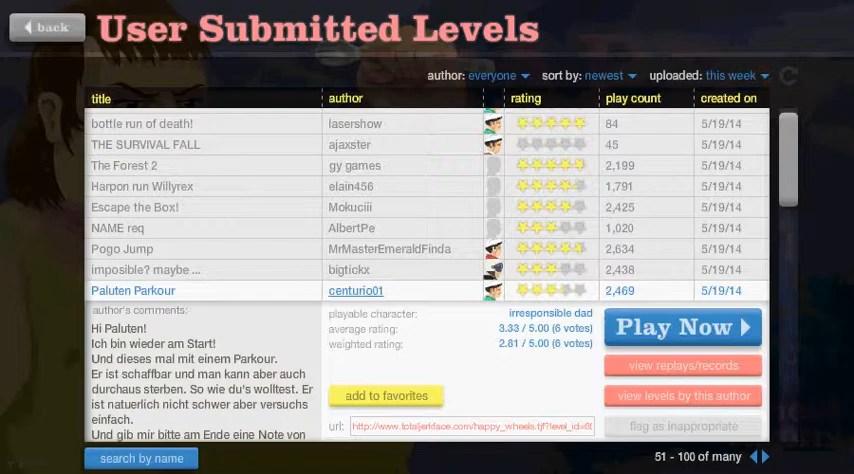 back
User Submitted Levels
author: everyone sort by: newest uploaded: this week
title author rating play count created on
bottle run of death! lasershow 84 5/19/14
THE SURVIVAL FALL ajaxster 45 5/19/14
The Forest 2 gy games 2,199 5/19/14
Harpon run Willyrex elain456 1,791 5/19/14
Escape the Box! Mokuciii 2,425 5/19/14
NAME req AlbertPe 1,020 5/19/14
Pogo Jump MrMasterEmeraldFinda 2,634 5/19/14
imposible? maybe ... bigtickx 2,438 5/19/14
Paluten Parkour centurio01 2,469 5/19/14
author's comments:
Hi Paluten!
Ich bin wieder am Start!
Und dieses mal mit einem Parkour.
Er ist schaffbar und man kann aber auch
durchaus sterben. So wie du's wolltest. Er
ist natuerlich nicht schwer aber versuchs
einfach.
Und gib mir bitte am Ende eine Note von
playable character: irresponsible dad
average rating: 3.33 / 5.00 (6 votes)
weighted rating: 2.81 / 5.00 (6 votes)
add to favorites
url: http://www.totaljerkface.com/happy_wheels.tjf?level_id=6
Play Now
view replays/records
view levels by this author
flag as inappropriate
search by name
51 - 100 of many